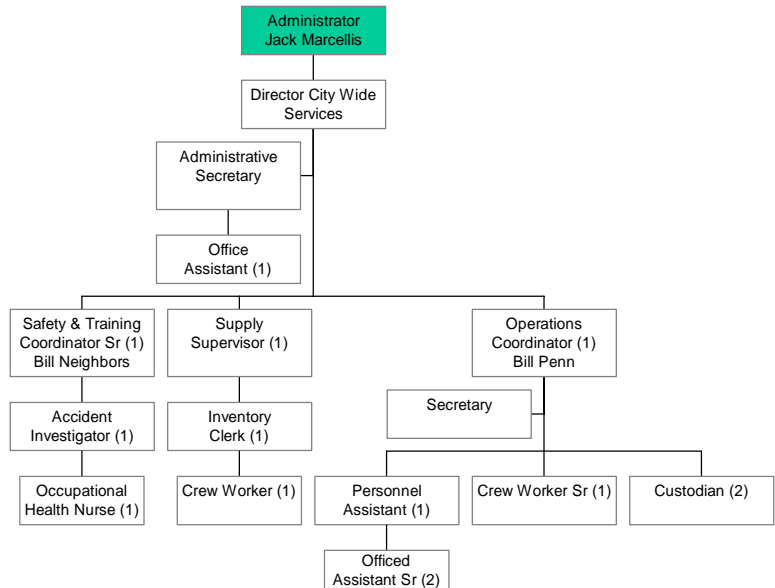 Administrator
Jack Marcellis
Director City Wide
Services
Administrative
Secretary
Office
Assistant (1)
Safety & Training
Coordinator Sr (1)
Bill Neighbors
Supply
Supervisor (1)
Operations
Coordinator (1)
Bill Penn
Secretary
Accident
Investigator (1)
Inventory
Clerk (1)
Occupational
Health Nurse (1)
Crew Worker (1)
Personnel
Assistant (1)
Crew Worker Sr (1)
Custodian (2)
Officed
Assistant Sr (2)